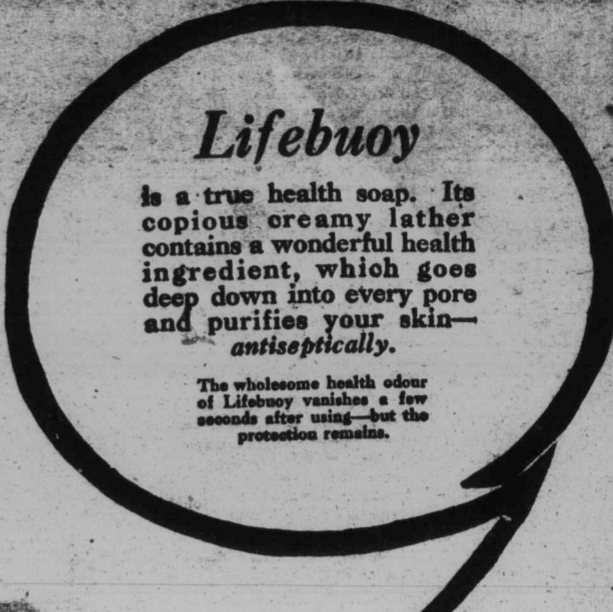 Lifebuoy
is a true health soap. Its
copious creamy lather
contains a wonderful health
ingredient, which goes
deep down into every pore
and purifies your skin—
antiseptically.
The wholesome health odour
of Lifebuoy vanishes a few
seconds after using—but the
protection remains.